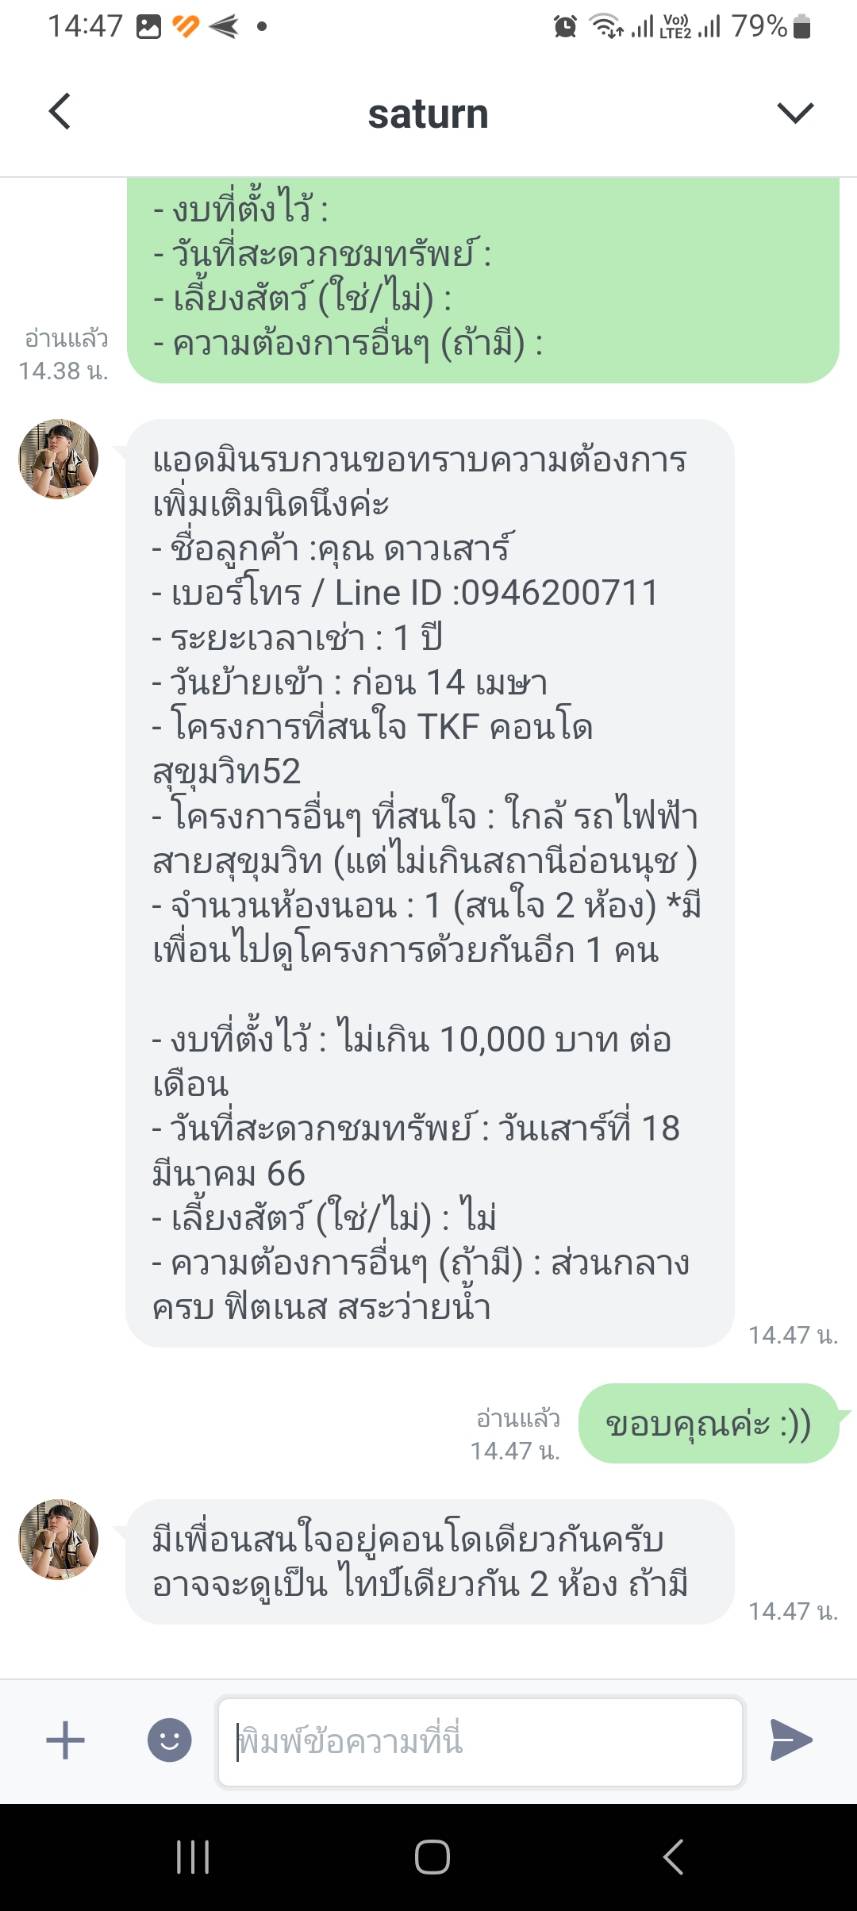 14:47
Vo))
LTE2
79%
saturn
- งบที่ตั้งไว้ :
- วันที่สะดวกชมทรัพย์ :
- เลี้ยงสัตว์ (ใช่/ไม่) :
- ความต้องการอื่นๆ (ถ้ามี) :
อ่านแล้ว
14.38 น.
แอดมินรบกวนขอทราบความต้องการ
เพิ่มเติมนิดนึงค่ะ
- ชื่อลูกค้า :คุณ ดาวเสาร์
- เบอร์โทร / Line ID :0946200711
- ระยะเวลาเช่า : 1 ปี
- วันย้ายเข้า : ก่อน 14 เมษา
- โครงการที่สนใจ TKF คอนโด
สุขุมวิท52
- โครงการอื่นๆ ที่สนใจ : ใกล้ รถไฟฟ้า
สายสุขุมวิท (แต่ไม่เกินสถานีอ่อนนุช )
- จำนวนห้องนอน : 1 (สนใจ 2 ห้อง) *มี
เพื่อนไปดูโครงการด้วยกันอีก 1 คน
- งบที่ตั้งไว้ : ไม่เกิน 10,000 บาท ต่อ
เดือน
- วันที่สะดวกชมทรัพย์ : วันเสาร์ที่ 18
มีนาคม 66
- เลี้ยงสัตว์ (ใช่/ไม่) : ไม่
- ความต้องการอื่นๆ (ถ้ามี) : ส่วนกลาง
ครบ ฟิตเนส สระว่ายน้ำ
14.47 น.
อ่านแล้ว
14.47 น.
ขอบคุณค่ะ :))
มีเพื่อนสนใจอยู่คอนโดเดียวกันครับ
อาจจะดูเป็น ไทป์เดียวกัน 2 ห้อง ถ้ามี
14.47 น.
พิมพ์ข้อความที่นี่